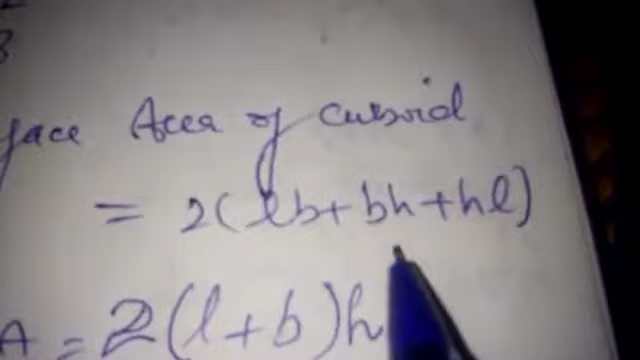 face Area of cuboid
= 2(lb+bh+hl)
A = 2(l+b)h